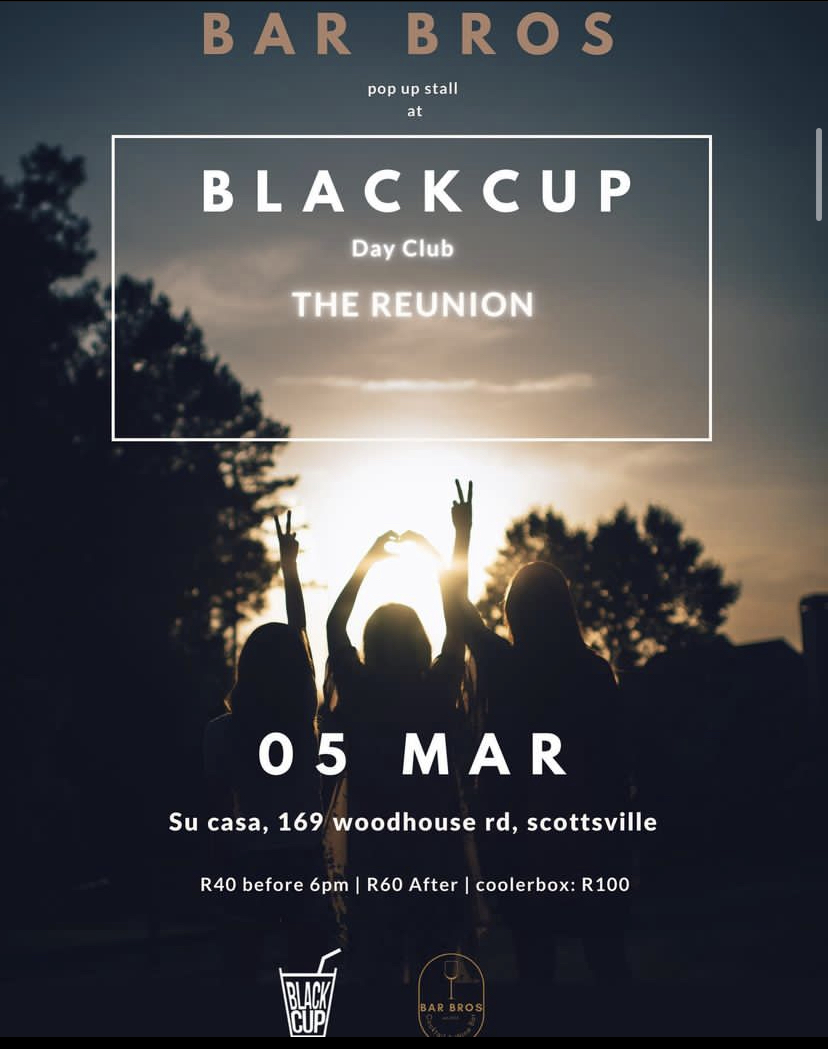 BAR BROS
pop up stall
at
BLACKCUP
Day Club
THE REUNION
05 MAR
Su casa, 169 woodhouse rd, scottsville
R40 before 6pm | R60 After | coolerbox: R100
BLACK
CUP
BAR BROS